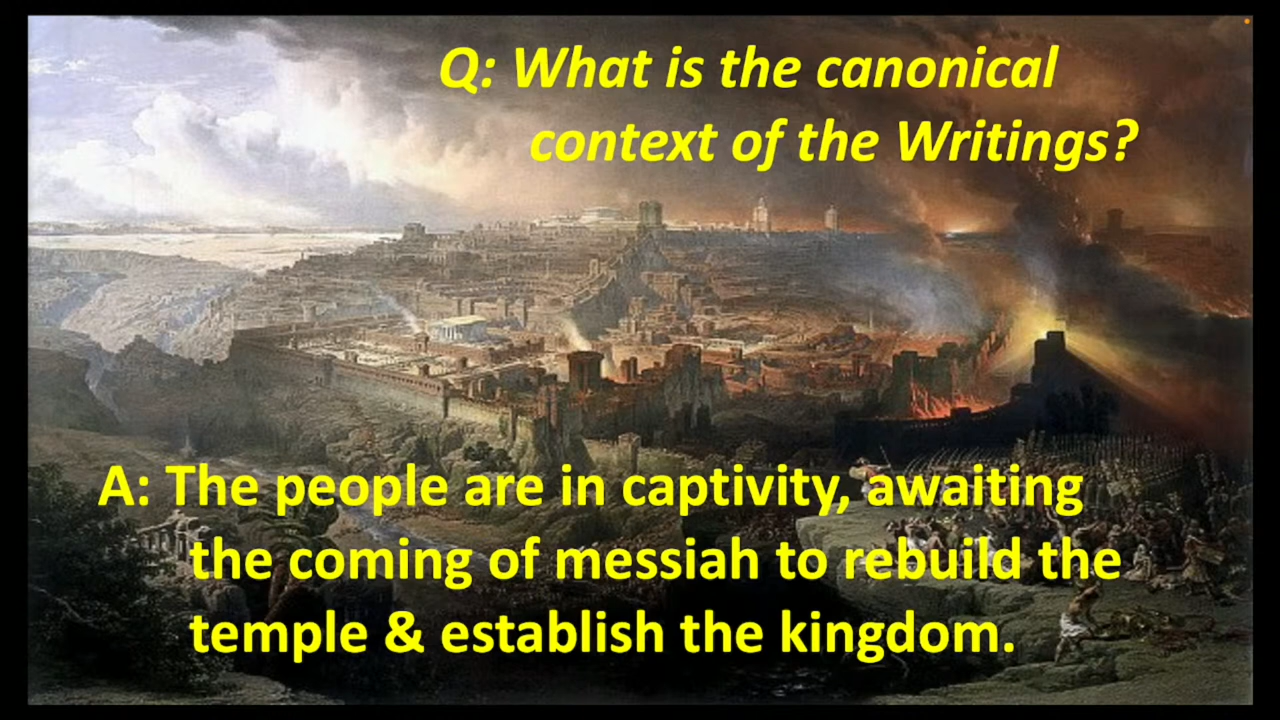 Q: What is the canonical
context of the Writings?
A: The people are in captivity, awaiting
the coming of messiah to rebuild the
temple & establish the kingdom.